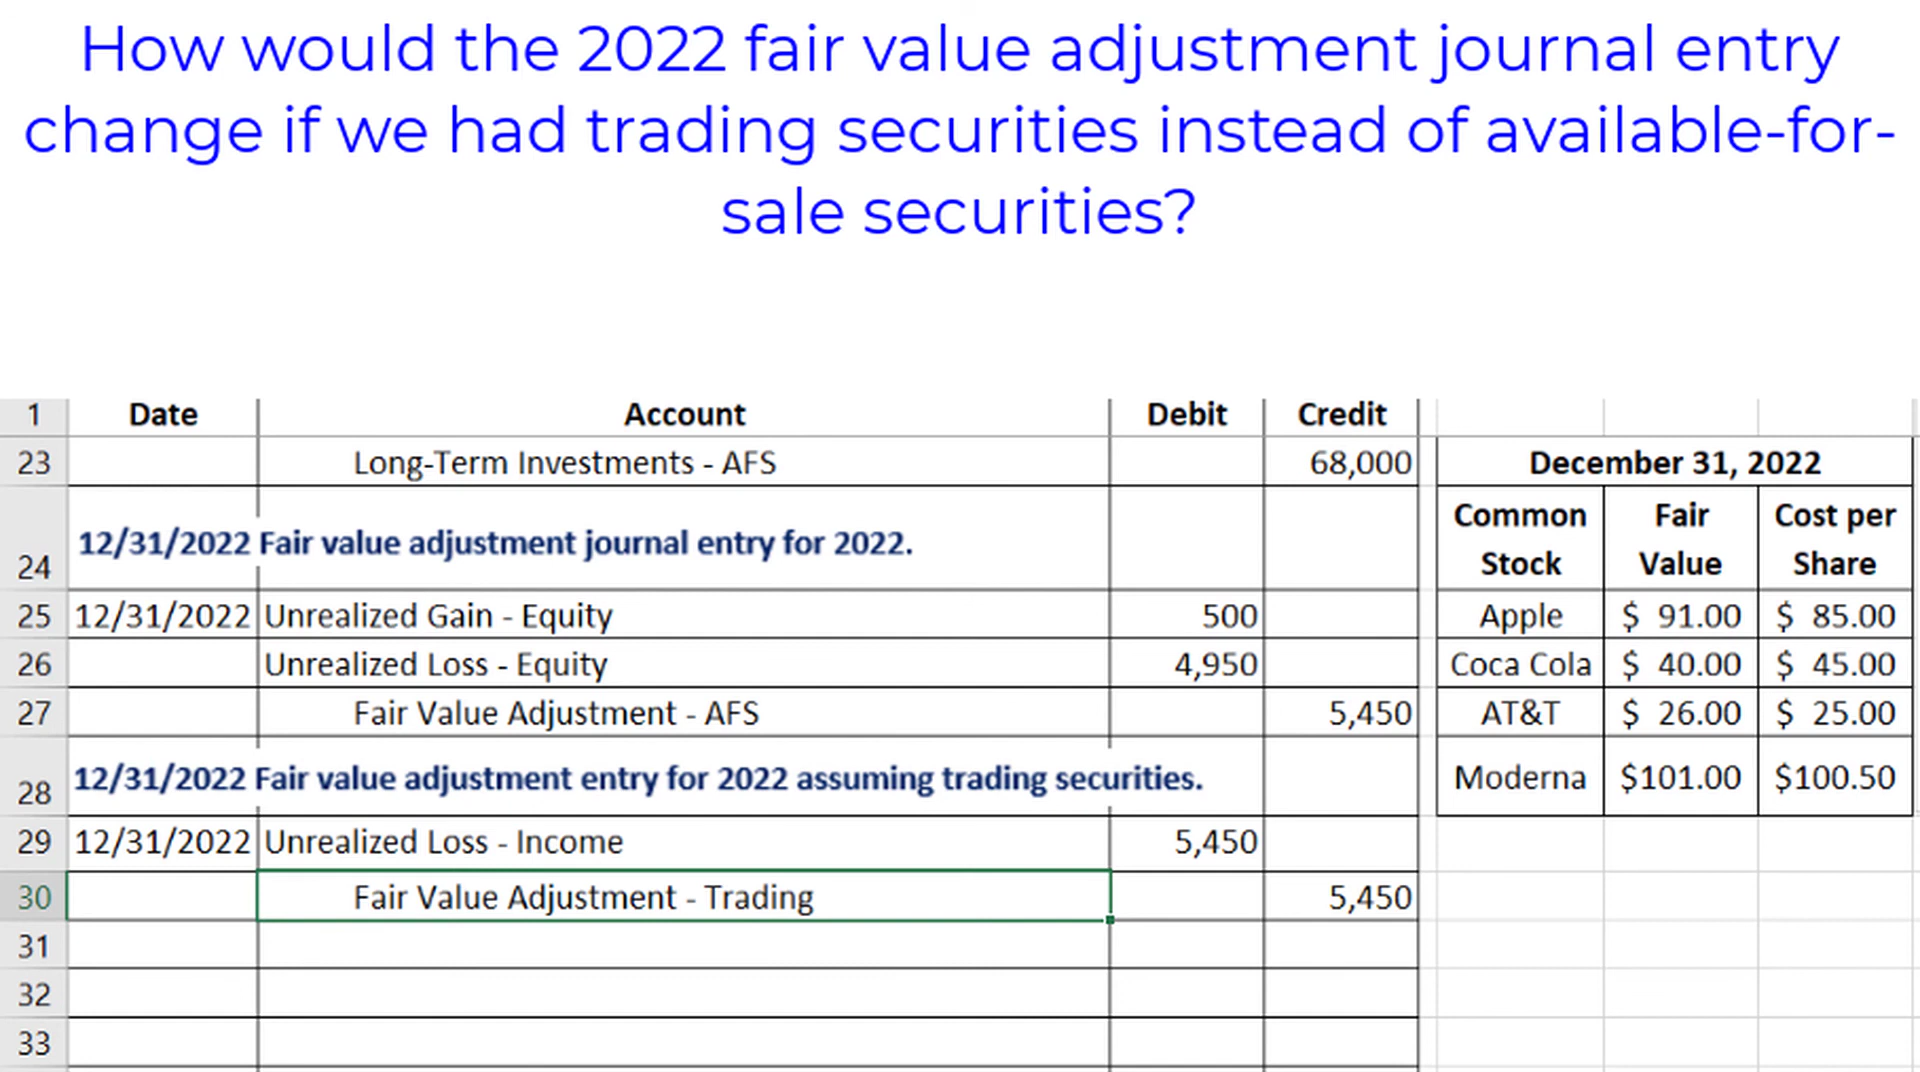 How would the 2022 fair value adjustment journal entry
change if we had trading securities instead of available-for-
sale securities?
1 Date Account Debit Credit
23 Long-Term Investments - AFS 68,000 December 31, 2022
Common Fair Cost per
24 12/31/2022 Fair value adjustment journal entry for 2022. Stock Value Share
25 12/31/2022 Unrealized Gain - Equity 500 Apple $ 91.00 $ 85.00
26 Unrealized Loss - Equity 4,950 Coca Cola $ 40.00 $ 45.00
27 Fair Value Adjustment - AFS 5,450 AT&T $ 26.00 $ 25.00
28 12/31/2022 Fair value adjustment entry for 2022 assuming trading securities. Moderna $101.00 $100.50
29 12/31/2022 Unrealized Loss - Income 5,450
30 Fair Value Adjustment - Trading 5,450
31
32
33